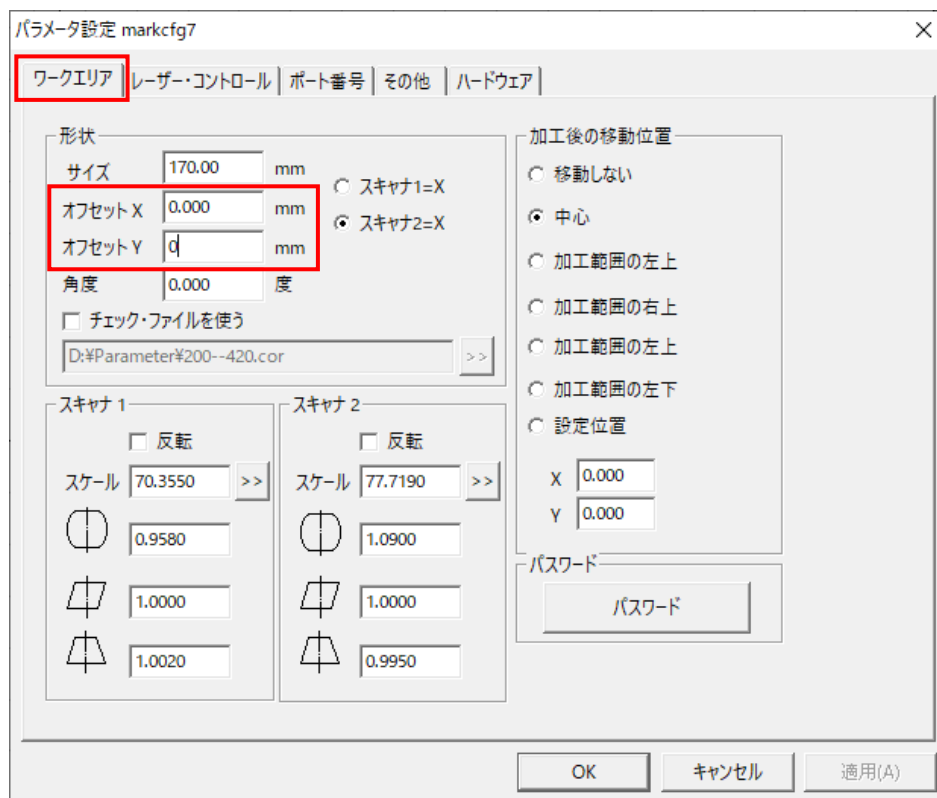 パラメータ設定 markcfg7
ワークエリア レーザー・コントロール ポート番号 その他 ハードウェア
形状
サイズ 170.00 mm
オフセット X 0.000 mm
オフセット Y 0 mm
角度 0.000 度
スキャナ1=X
スキャナ2=X
チェック・ファイルを使う
D:¥Parameter¥200--420.cor >>
スキャナ 1
反転
スケール 70.3550 >>
0.9580
1.0000
1.0020
スキャナ 2
反転
スケール 77.7190 >>
1.0900
1.0000
0.9950
加工後の移動位置
移動しない
中心
加工範囲の左上
加工範囲の右上
加工範囲の左上
加工範囲の左下
設定位置
X 0.000
Y 0.000
パスワード
パスワード
OK キャンセル 適用(A)